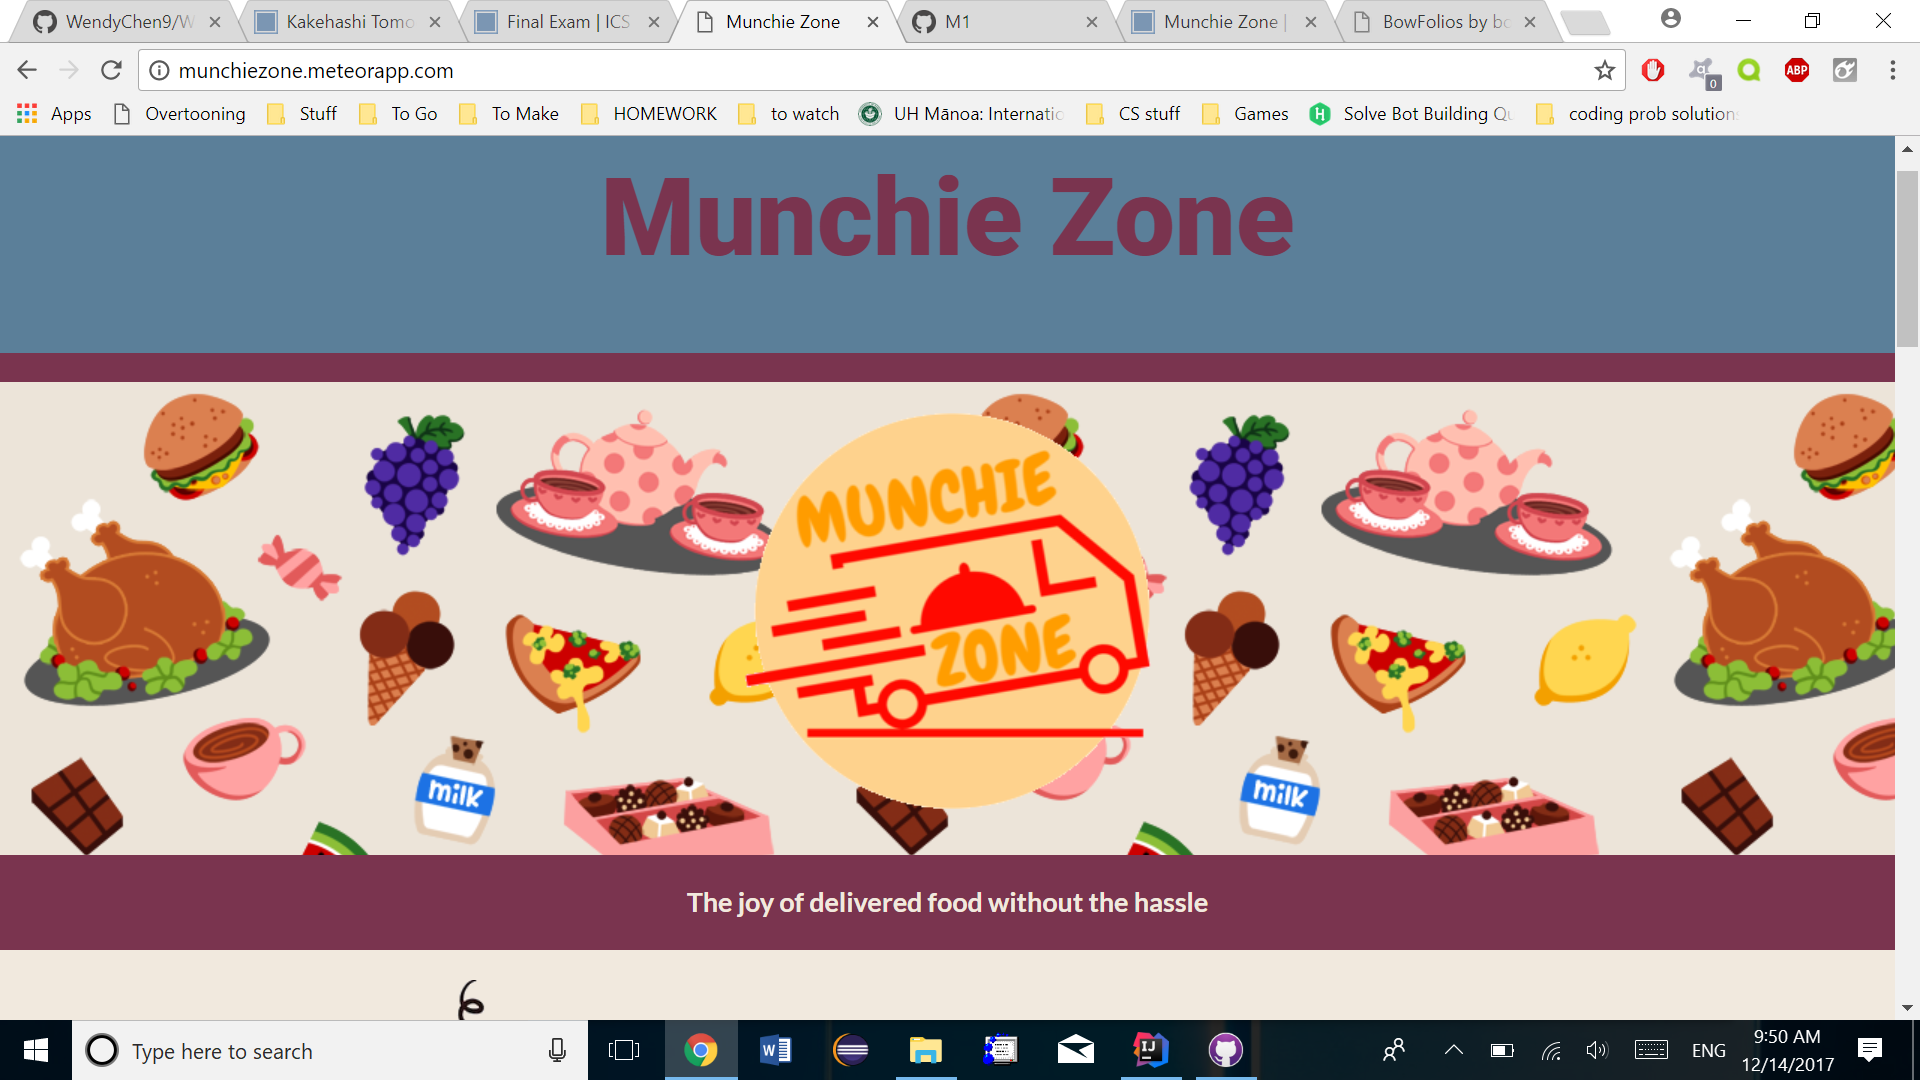 WendyChen9/W
Kakehashi Tomo
Final Exam | ICS
Munchie Zone
M1
Munchie Zone |
BowFolios by bo
munchiezone.meteorapp.com
ABP
0
Apps
Overtooning
Stuff
To Go
To Make
HOMEWORK
to watch
UH Mānoa: Internatio
CS stuff
Games
Solve Bot Building Qu
coding prob solution
Munchie Zone
MUNCHIE
ZONE
milk
milk
The joy of delivered food without the hassle
Type here to search
ENG
9:50 AM
12/14/2017